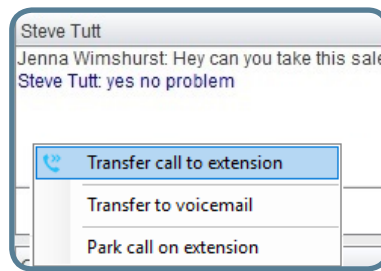 Steve Tutt
Jenna Wimshurst: Hey can you take this sale
Steve Tutt: yes no problem
Transfer call to extension
Transfer to voicemail
Park call on extension